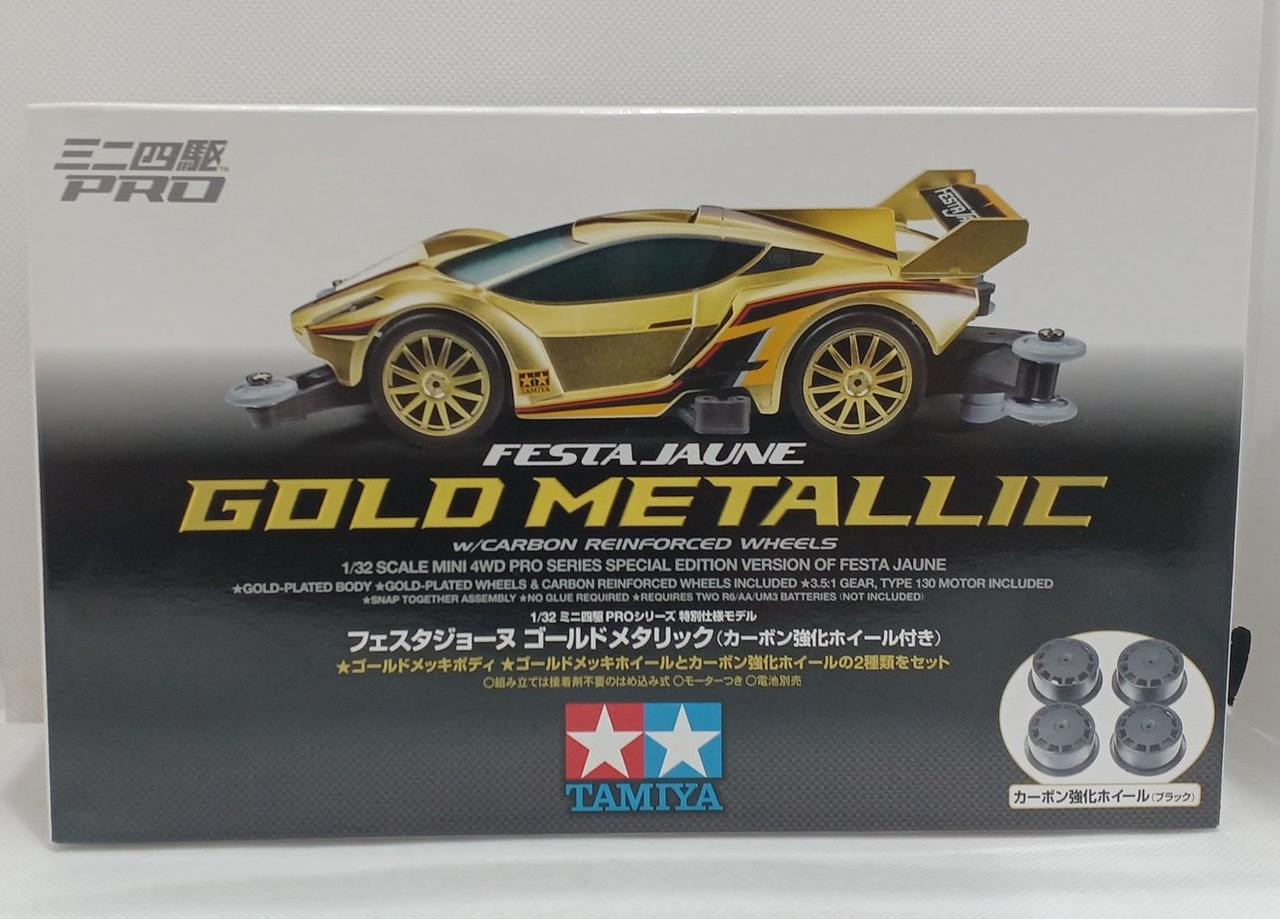 ミニ四駆™
PRO
FESTA JA
TAMIYA
FESTA JAUNE
GOLD METALLIC
w/CARBON REINFORCED WHEELS
1/32 SCALE MINI 4WD PRO SERIES SPECIAL EDITION VERSION OF FESTA JAUNE
★GOLD-PLATED BODY ★GOLD-PLATED WHEELS & CARBON REINFORCED WHEELS INCLUDED ★3.5:1 GEAR, TYPE 130 MOTOR INCLUDED
★SNAP TOGETHER ASSEMBLY ★NO GLUE REQUIRED ★REQUIRES TWO R6/AA/UM3 BATTERIES (NOT INCLUDED)
1/32 ミニ四駆 PROシリーズ 特別仕様モデル
フェスタジョーヌ ゴールドメタリック(カーボン強化ホイール付き)
★ゴールドメッキボディ ★ゴールドメッキホイールとカーボン強化ホイールの2種類をセット
○組み立ては接着剤不要のはめ込み式 ○モーターつき ○電池別売
TAMIYA
カーボン強化ホイール(ブラック)